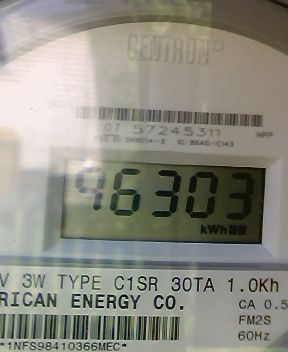 CENTRON®
07 57245311
HPP
96303
kWh
V 3W TYPE C1SR 30TA 1.0Kh
RICAN ENERGY CO.
CA 0.5
FM2S
60Hz
*1NFS98410366MEC*